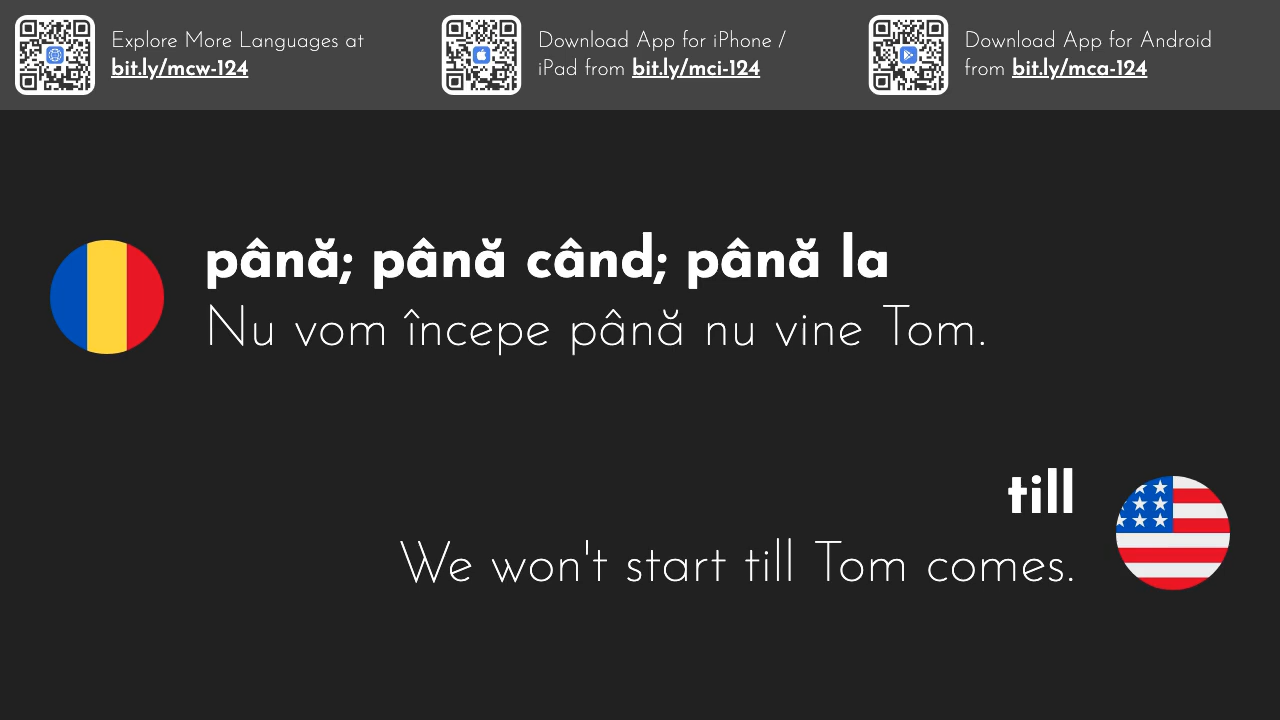 Explore More Languages at
bit.ly/mcw-124
Download App for iPhone /
iPad from bit.ly/mci-124
Download App for Android
from bit.ly/mca-124
până; până când; până la
Nu vom începe până nu vine Tom.
till
We won't start till Tom comes.